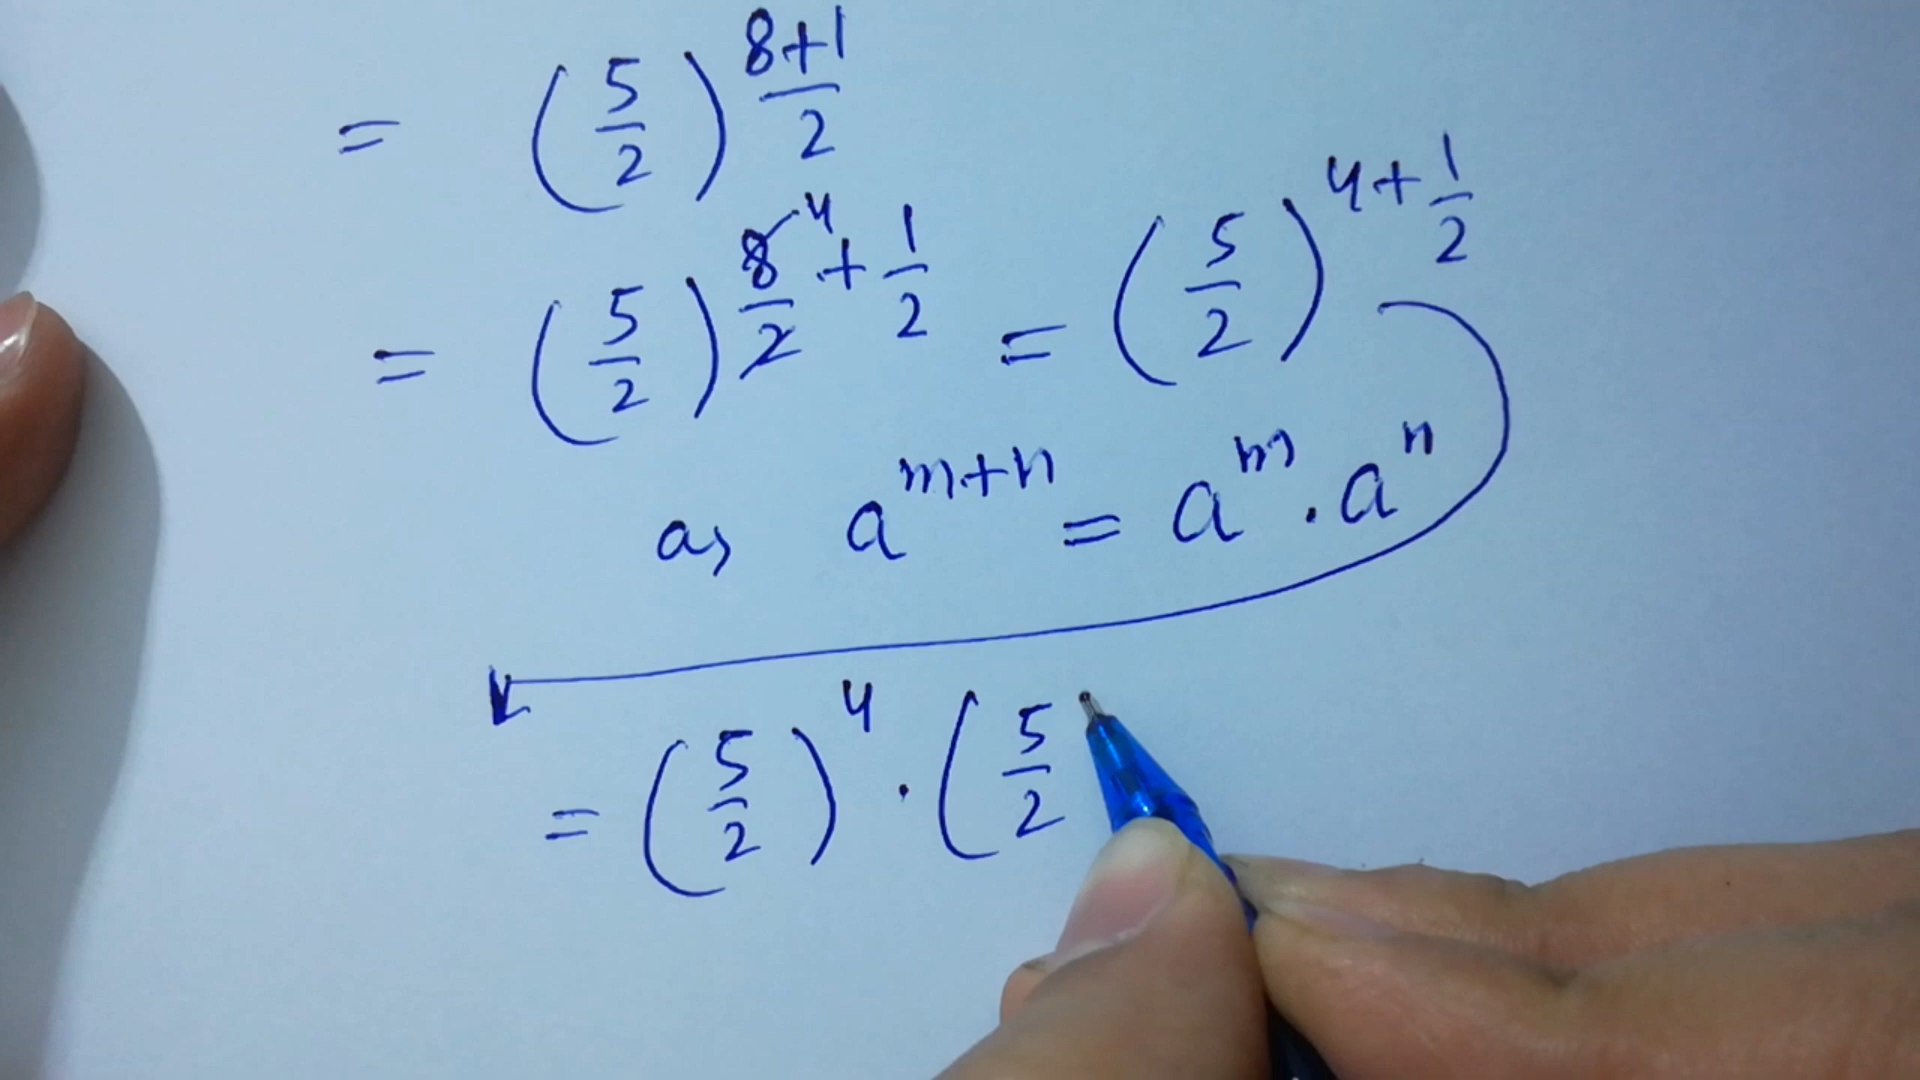 = (5/2)^((8+1)/2)
= (5/2)^(8/2 4 + 1/2) = (5/2)^(4+1/2)
as a^(m+n) = a^m . a^n
= (5/2)^4 . (5/2